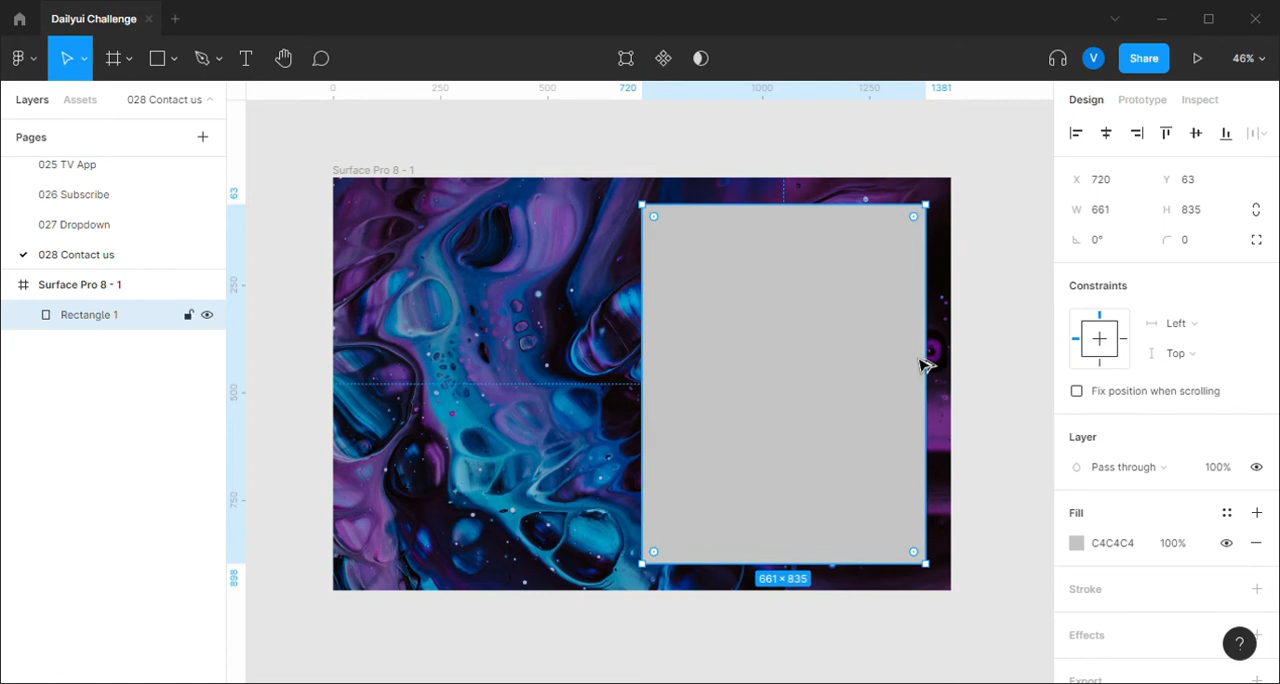 Dailyui Challenge
V
Share
46%
Layers
Assets
028 Contact us
Pages
025 TV App
026 Subscribe
027 Dropdown
028 Contact us
Surface Pro 8 - 1
Rectangle 1
0
250
500
720
1000
1250
1381
63
250
500
750
898
Surface Pro 8 - 1
661 × 835
Design
Prototype
Inspect
X 720
Y 63
W 661
H 835
0°
0
Constraints
Left
Top
Fix position when scrolling
Layer
Pass through
100%
Fill
C4C4C4
100%
Stroke
Effects
Export
?